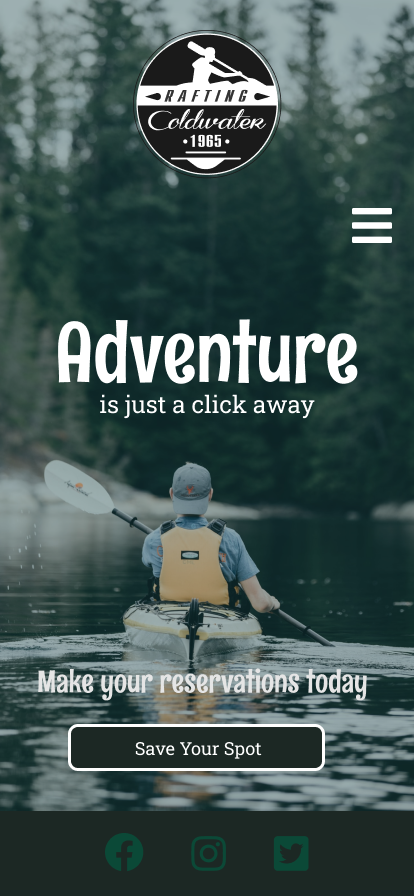 RAFTING
Coldwater
•1965•
Adventure
is just a click away
Make your reservations today
Save Your Spot